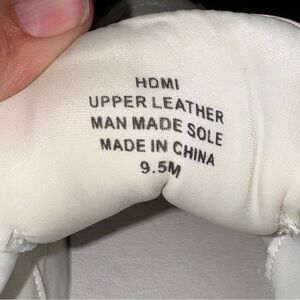 HDMI
UPPER LEATHER
MAN MADE SOLE
MADE IN CHINA
9.5M